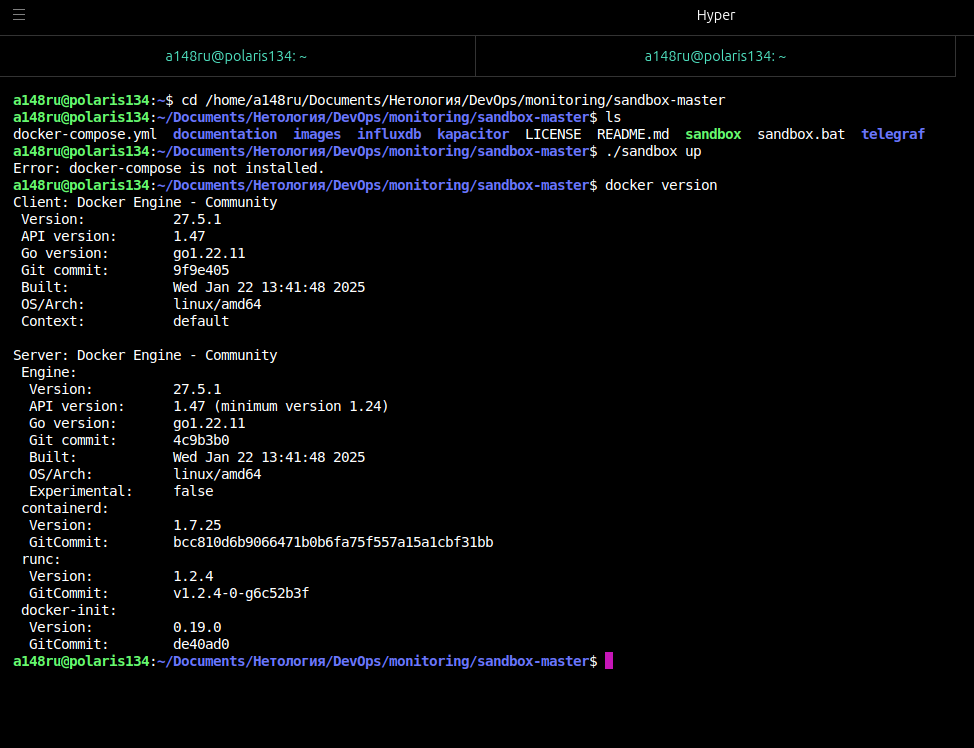 Hyper
a148ru@polaris134: ~
a148ru@polaris134: ~
a148ru@polaris134:~$ cd /home/a148ru/Documents/Нетология/DevOps/monitoring/sandbox-master
a148ru@polaris134:~/Documents/Нетология/DevOps/monitoring/sandbox-master$ ls
docker-compose.yml  documentation  images  influxdb  kapacitor  LICENSE  README.md  sandbox  sandbox.bat  telegraf
a148ru@polaris134:~/Documents/Нетология/DevOps/monitoring/sandbox-master$ ./sandbox up
Error: docker-compose is not installed.
a148ru@polaris134:~/Documents/Нетология/DevOps/monitoring/sandbox-master$ docker version
Client: Docker Engine - Community
 Version:           27.5.1
 API version:       1.47
 Go version:        go1.22.11
 Git commit:        9f9e405
 Built:             Wed Jan 22 13:41:48 2025
 OS/Arch:           linux/amd64
 Context:           default

Server: Docker Engine - Community
 Engine:
  Version:          27.5.1
  API version:      1.47 (minimum version 1.24)
  Go version:       go1.22.11
  Git commit:       4c9b3b0
  Built:            Wed Jan 22 13:41:48 2025
  OS/Arch:          linux/amd64
  Experimental:     false
 containerd:
  Version:          1.7.25
  GitCommit:        bcc810d6b9066471b0b6fa75f557a15a1cbf31bb
 runc:
  Version:          1.2.4
  GitCommit:        v1.2.4-0-g6c52b3f
 docker-init:
  Version:          0.19.0
  GitCommit:        de40ad0
a148ru@polaris134:~/Documents/Нетология/DevOps/monitoring/sandbox-master$